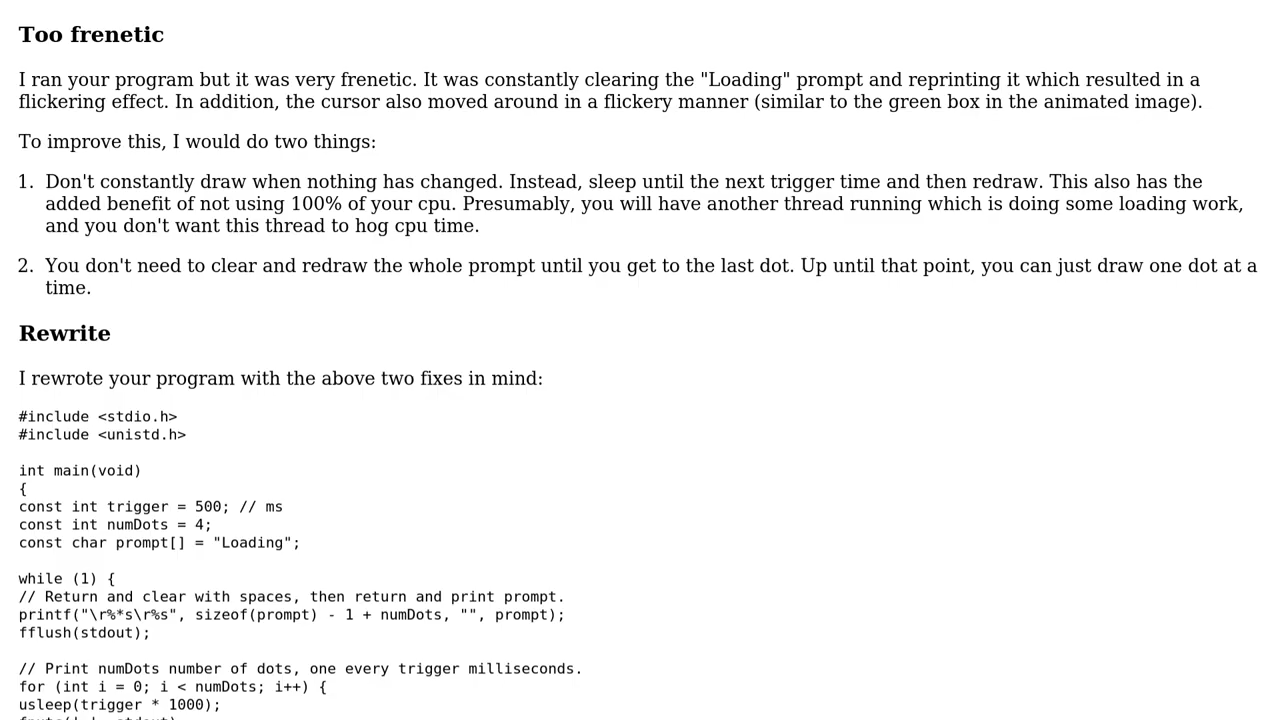 Too frenetic
I ran your program but it was very frenetic. It was constantly clearing the "Loading" prompt and reprinting it which resulted in a
flickering effect. In addition, the cursor also moved around in a flickery manner (similar to the green box in the animated image).
To improve this, I would do two things:
1. Don't constantly draw when nothing has changed. Instead, sleep until the next trigger time and then redraw. This also has the
added benefit of not using 100% of your cpu. Presumably, you will have another thread running which is doing some loading work,
and you don't want this thread to hog cpu time.
2. You don't need to clear and redraw the whole prompt until you get to the last dot. Up until that point, you can just draw one dot at a
time.
Rewrite
I rewrote your program with the above two fixes in mind:
#include <stdio.h>
#include <unistd.h>
int main(void)
{
const int trigger = 500; // ms
const int numDots = 4;
const char prompt[] = "Loading";
while (1) {
// Return and clear with spaces, then return and print prompt.
printf("\r%*s\r%s", sizeof(prompt) - 1 + numDots, "", prompt);
fflush(stdout);
// Print numDots number of dots, one every trigger milliseconds.
for (int i = 0; i < numDots; i++) {
usleep(trigger * 1000);